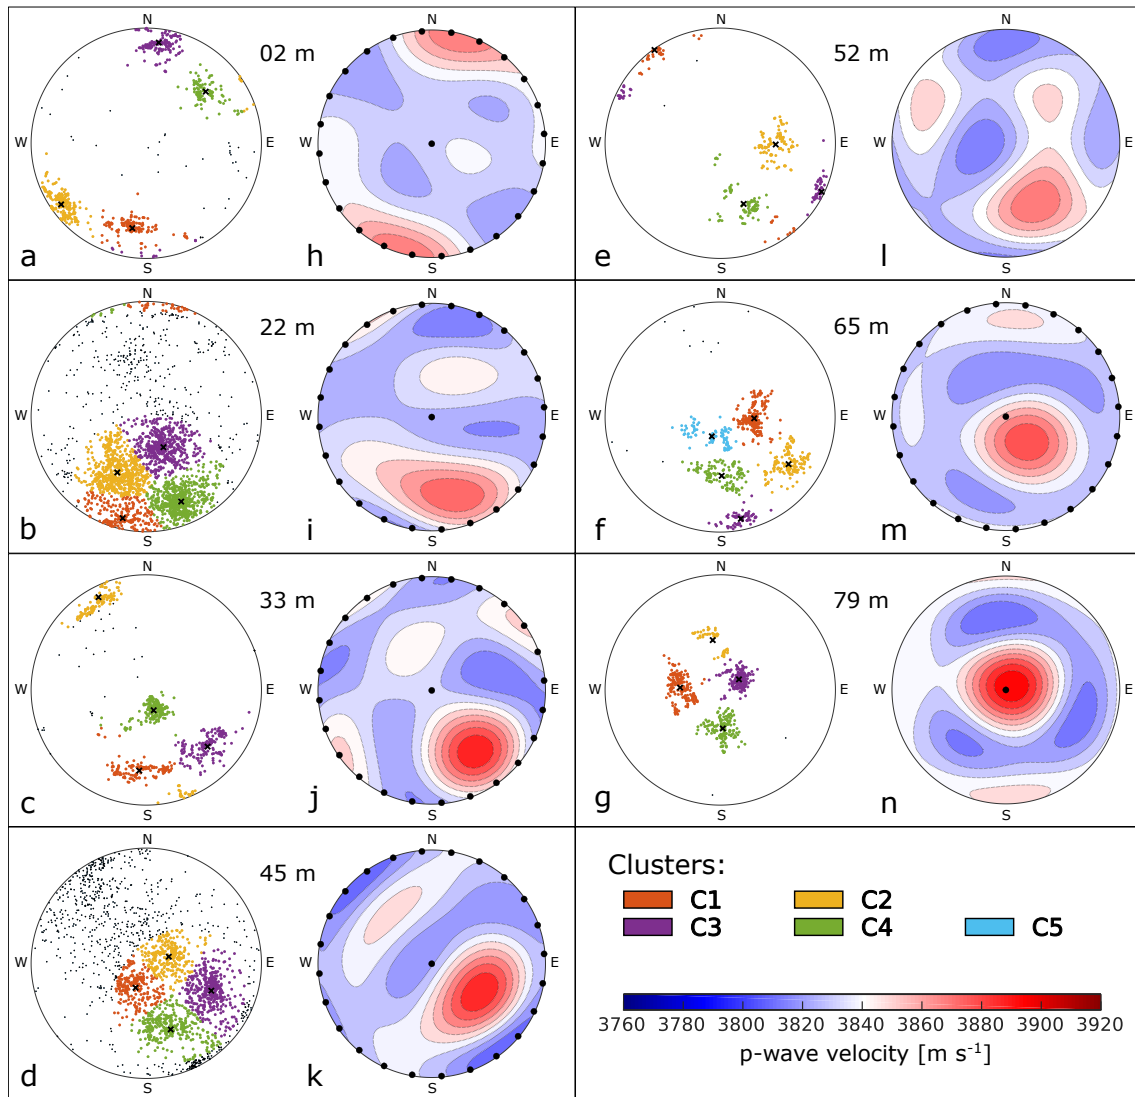 N
W
E
S
a
02 m
N
S
h
N
W
E
S
e
52 m
N
W
E
S
l
N
W
E
S
b
22 m
N
W
E
S
i
N
W
E
S
f
65 m
N
W
E
S
m
N
W
E
S
c
33 m
N
W
E
S
j
N
W
E
S
g
79 m
N
W
E
S
n
N
W
E
S
d
45 m
N
W
E
S
k
Clusters:
C1 C2
C3 C4 C5
3760 3780 3800 3820 3840 3860 3880 3900 3920
p-wave velocity [m s⁻¹]